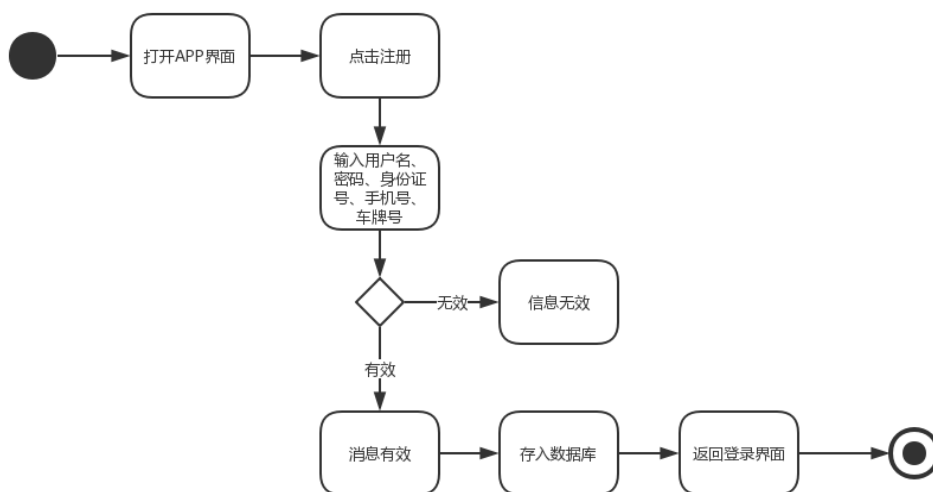 打开APP界面
点击注册
输入用户名、
密码、身份证
号、手机号、
车牌号
无效
信息无效
有效
消息有效
存入数据库
返回登录界面